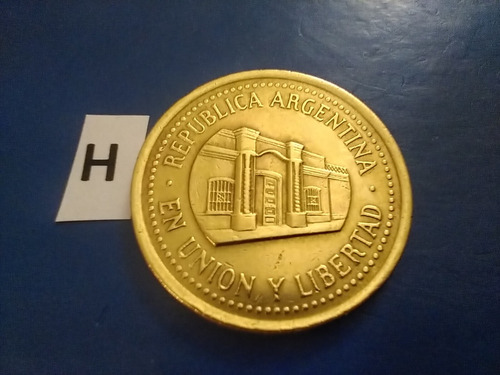 H
· REPUBLICA ARGENTINA ·
EN UNION Y LIBERTAD